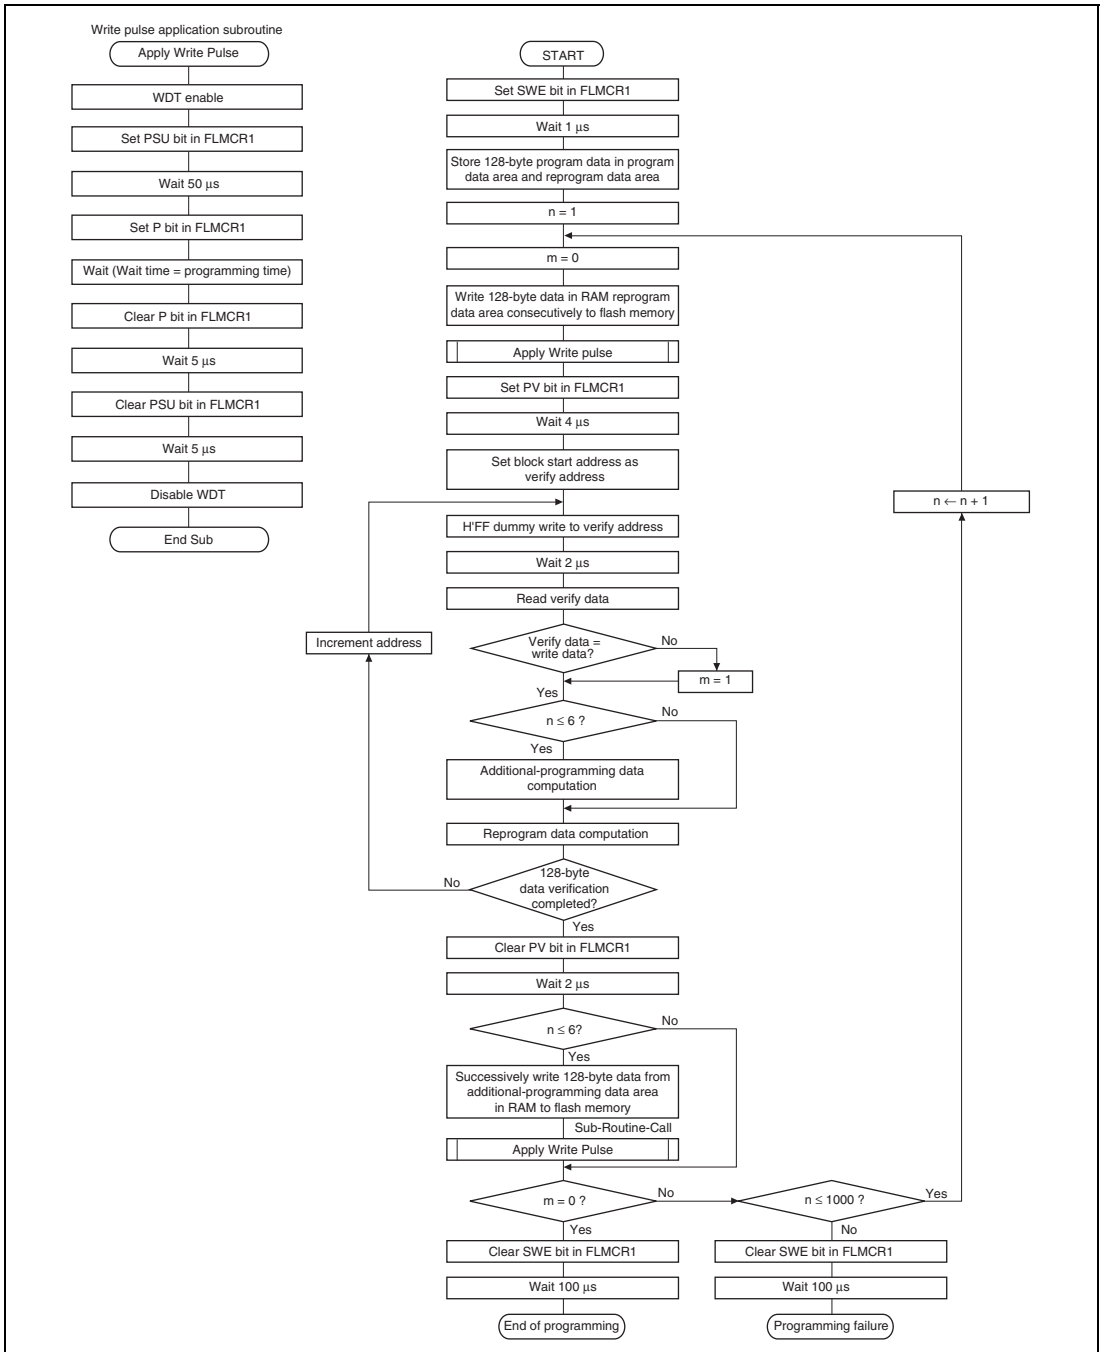 Write pulse application subroutine
Apply Write Pulse
WDT enable
Set PSU bit in FLMCR1
Wait 50 μs
Set P bit in FLMCR1
Wait (Wait time = programming time)
Clear P bit in FLMCR1
Wait 5 μs
Clear PSU bit in FLMCR1
Wait 5 μs
Disable WDT
End Sub
START
Set SWE bit in FLMCR1
Wait 1 μs
Store 128-byte program data in program
data area and reprogram data area
n = 1
m = 0
Write 128-byte data in RAM reprogram
data area consecutively to flash memory
Apply Write pulse
Set PV bit in FLMCR1
Wait 4 μs
Set block start address as
verify address
n ← n + 1
H'FF dummy write to verify address
Wait 2 μs
Read verify data
Increment address
Verify data =
write data?
No
m = 1
Yes
n ≤ 6 ?
No
Yes
Additional-programming data
computation
Reprogram data computation
128-byte
data verification
completed?
No
Yes
Clear PV bit in FLMCR1
Wait 2 μs
n ≤ 6?
No
Yes
Successively write 128-byte data from
additional-programming data area
in RAM to flash memory
Sub-Routine-Call
Apply Write Pulse
m = 0 ?
No
n ≤ 1000 ?
Yes
Yes
No
Clear SWE bit in FLMCR1
Clear SWE bit in FLMCR1
Wait 100 μs
Wait 100 μs
End of programming
Programming failure